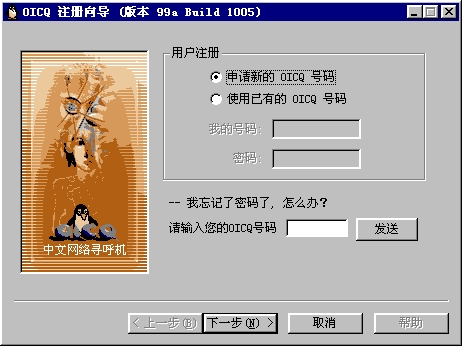 OICQ 注册向导 (版本 99a Build 1005)
用户注册
申请新的 OICQ 号码
使用已有的 OICQ 号码
我的号码:
密码:
OICQ
中文网络寻呼机
-- 我忘记了密码了, 怎么办?
请输入您的OICQ号码
发送
< 上一步(B)
下一步(N) >
取消
帮助